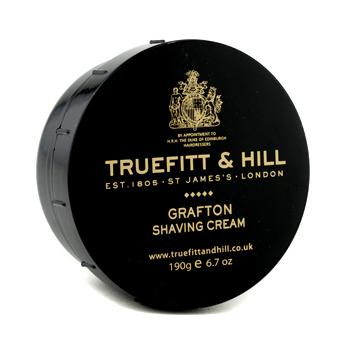 BY APPOINTMENT TO
H.R.H. THE DUKE OF EDINBURGH
HAIRDRESSERS
TRUEFITT & HILL
EST. 1805 · ST JAMES'S · LONDON
GRAFTON
SHAVING CREAM
www.truefittandhill.co.uk
190g e 6.7 oz